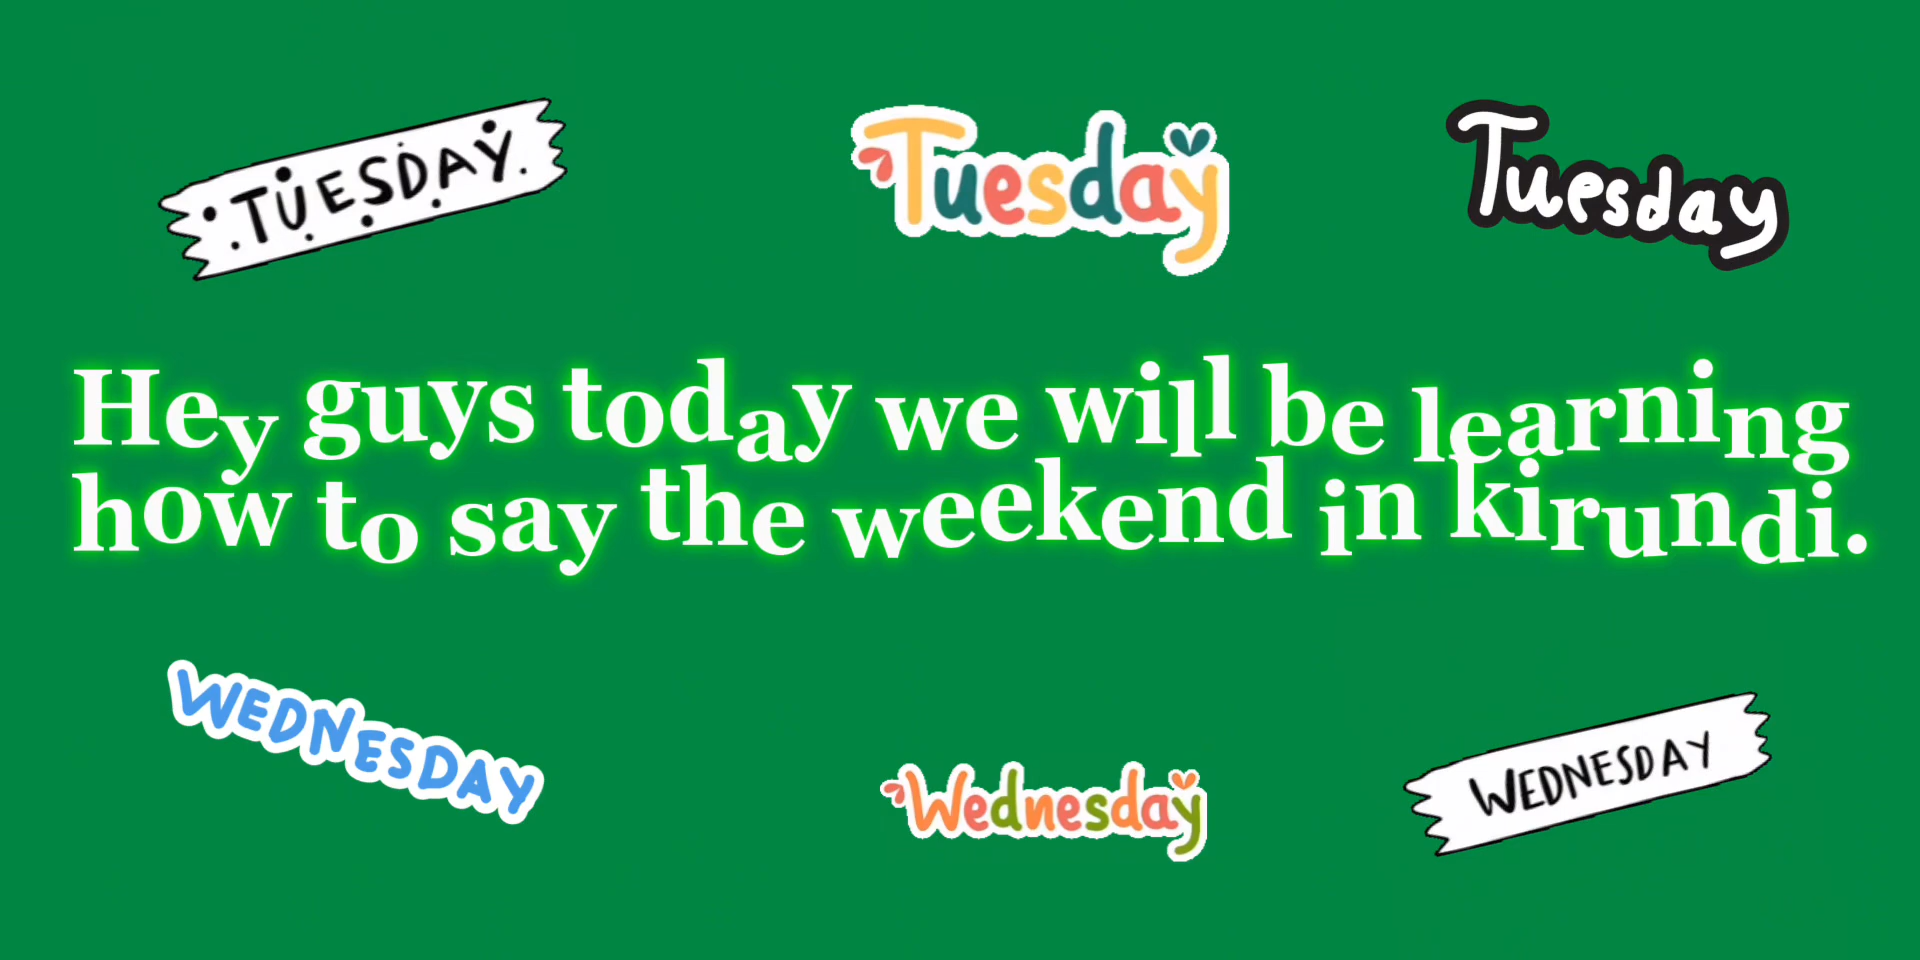 TUESDAY
Tuesday
Tuesday
Hey guys today we will be learning
how to say the weekend in kirundi.
WEDNESDAY
Wednesday
WEDNESDAY